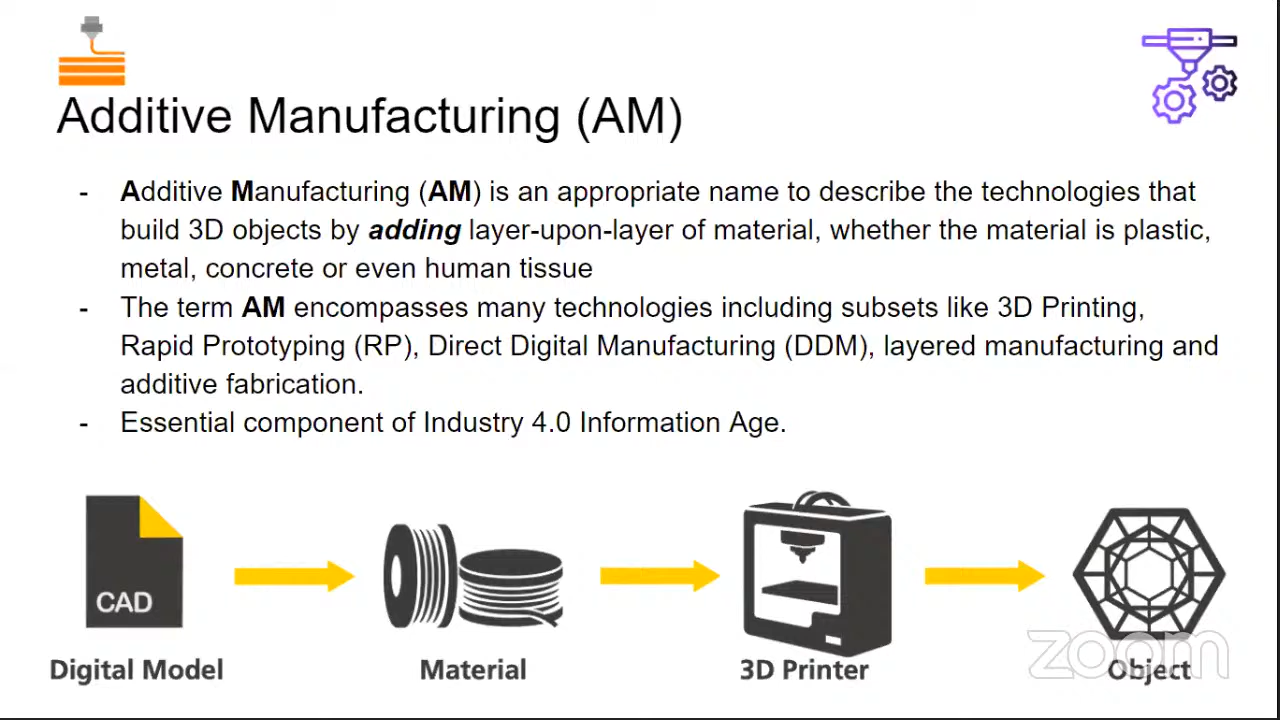 Additive Manufacturing (AM)
- Additive Manufacturing (AM) is an appropriate name to describe the technologies that
build 3D objects by adding layer-upon-layer of material, whether the material is plastic,
metal, concrete or even human tissue
- The term AM encompasses many technologies including subsets like 3D Printing,
Rapid Prototyping (RP), Direct Digital Manufacturing (DDM), layered manufacturing and
additive fabrication.
- Essential component of Industry 4.0 Information Age.
CAD
Digital Model
Material
3D Printer
Object
zoom